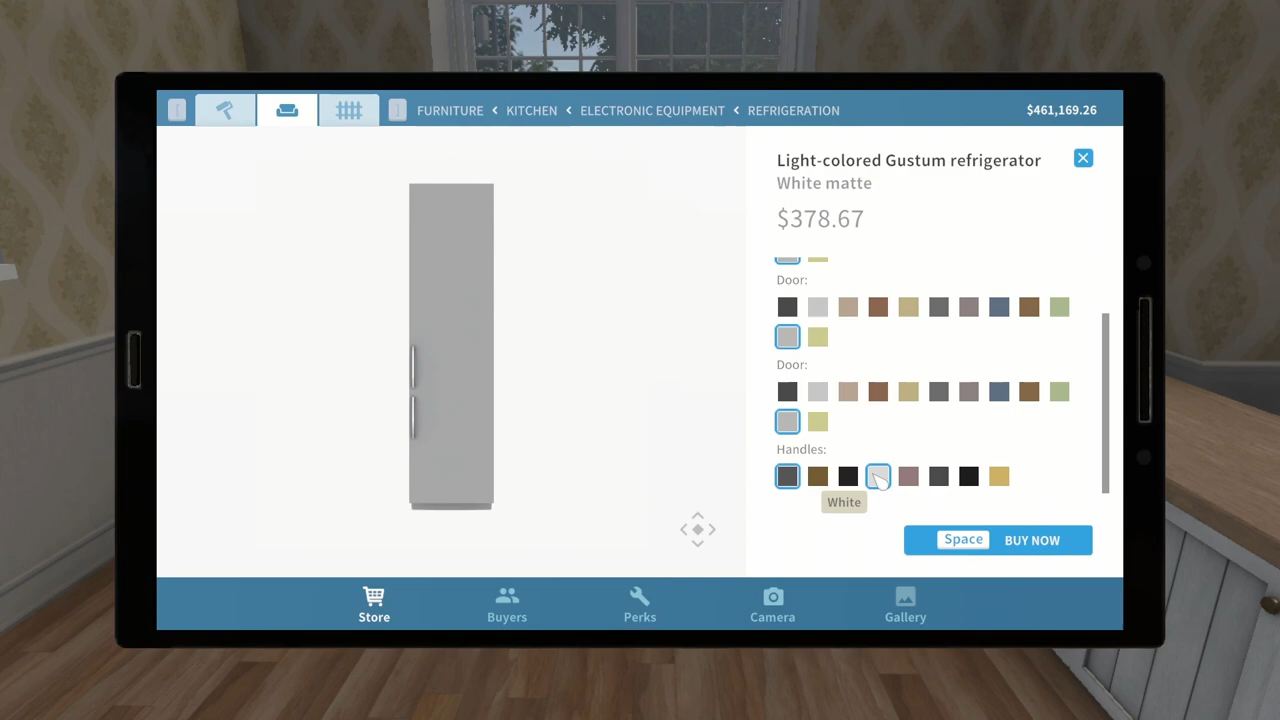 FURNITURE < KITCHEN < ELECTRONIC EQUIPMENT < REFRIGERATION
$461,169.26
Light-colored Gustum refrigerator
White matte
$378.67
Door:
Door:
Handles:
White
Space BUY NOW
Store
Buyers
Perks
Camera
Gallery